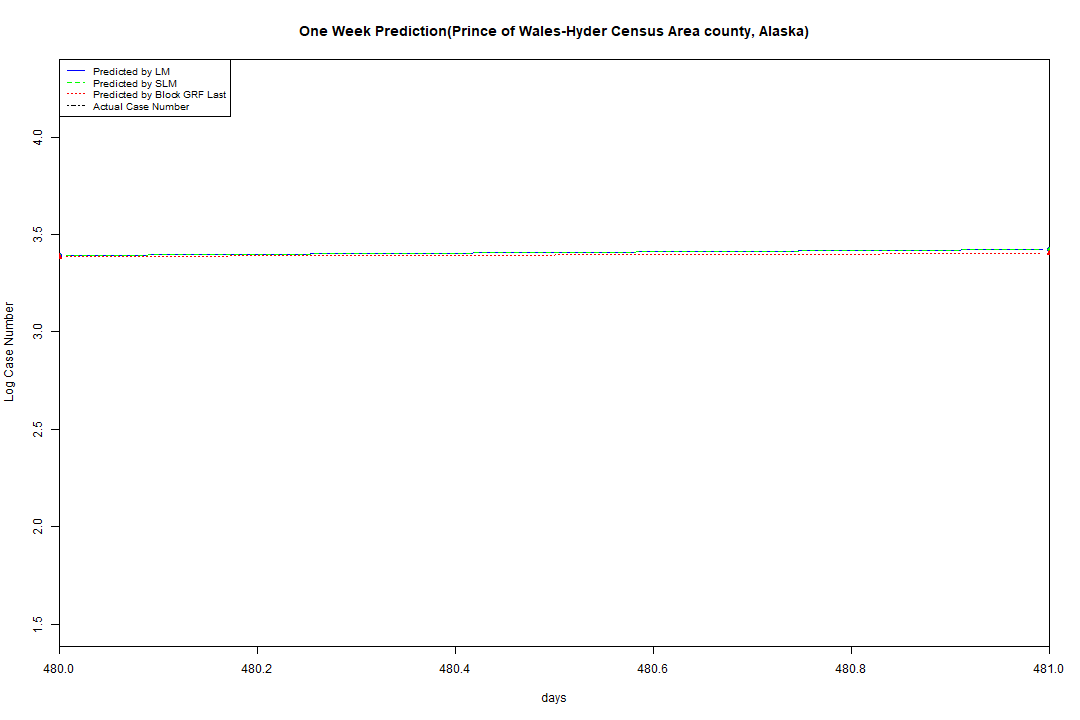 One Week Prediction(Prince of Wales-Hyder Census Area county, Alaska)
Predicted by LM
Predicted by SLM
Predicted by Block GRF Last
Actual Case Number
4.0
3.5
3.0
2.5
2.0
1.5
Log Case Number
480.0 480.2 480.4 480.6 480.8 481.0
days